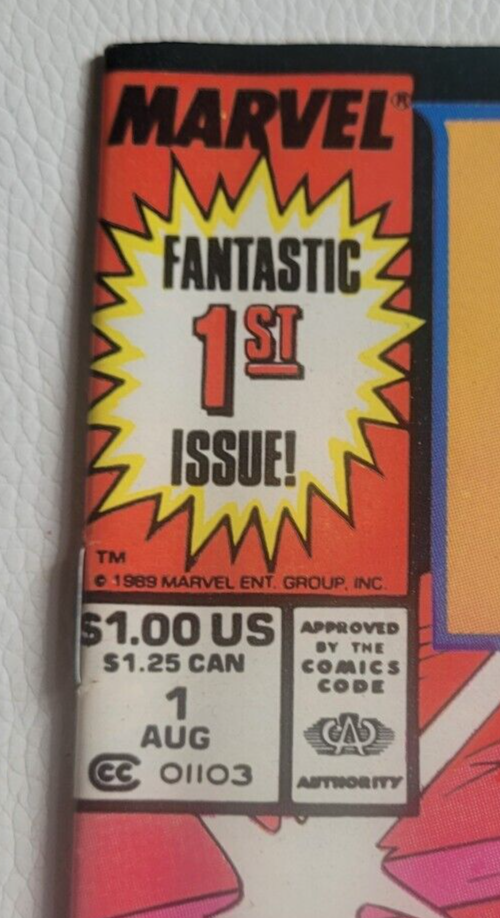 MARVEL®
FANTASTIC
1ST
ISSUE!
TM
© 1989 MARVEL ENT. GROUP, INC.
$1.00 US
$1.25 CAN
1
AUG
CC 01103
APPROVED
BY THE
COMICS
CODE
CA
AUTHORITY